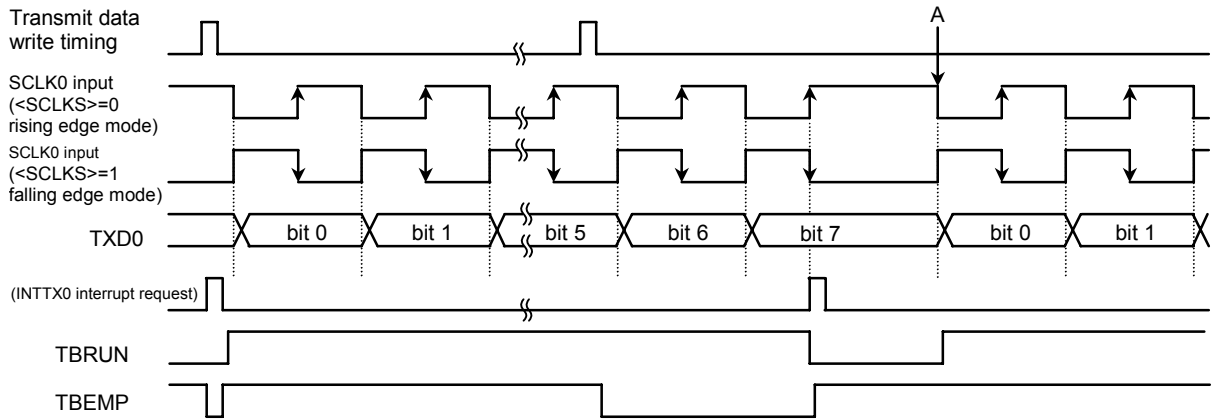 Transmit data
write timing
A
SCLK0 input
(<SCLKS>=0
rising edge mode)
SCLK0 input
(<SCLKS>=1
falling edge mode)
TXD0
bit 0
bit 1
bit 5
bit 6
bit 7
bit 0
bit 1
(INTTX0 interrupt request)
TBRUN
TBEMP